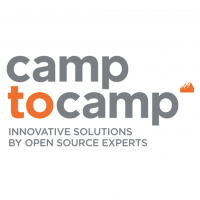 camp
tocamp
INNOVATIVE SOLUTIONS
BY OPEN SOURCE EXPERTS